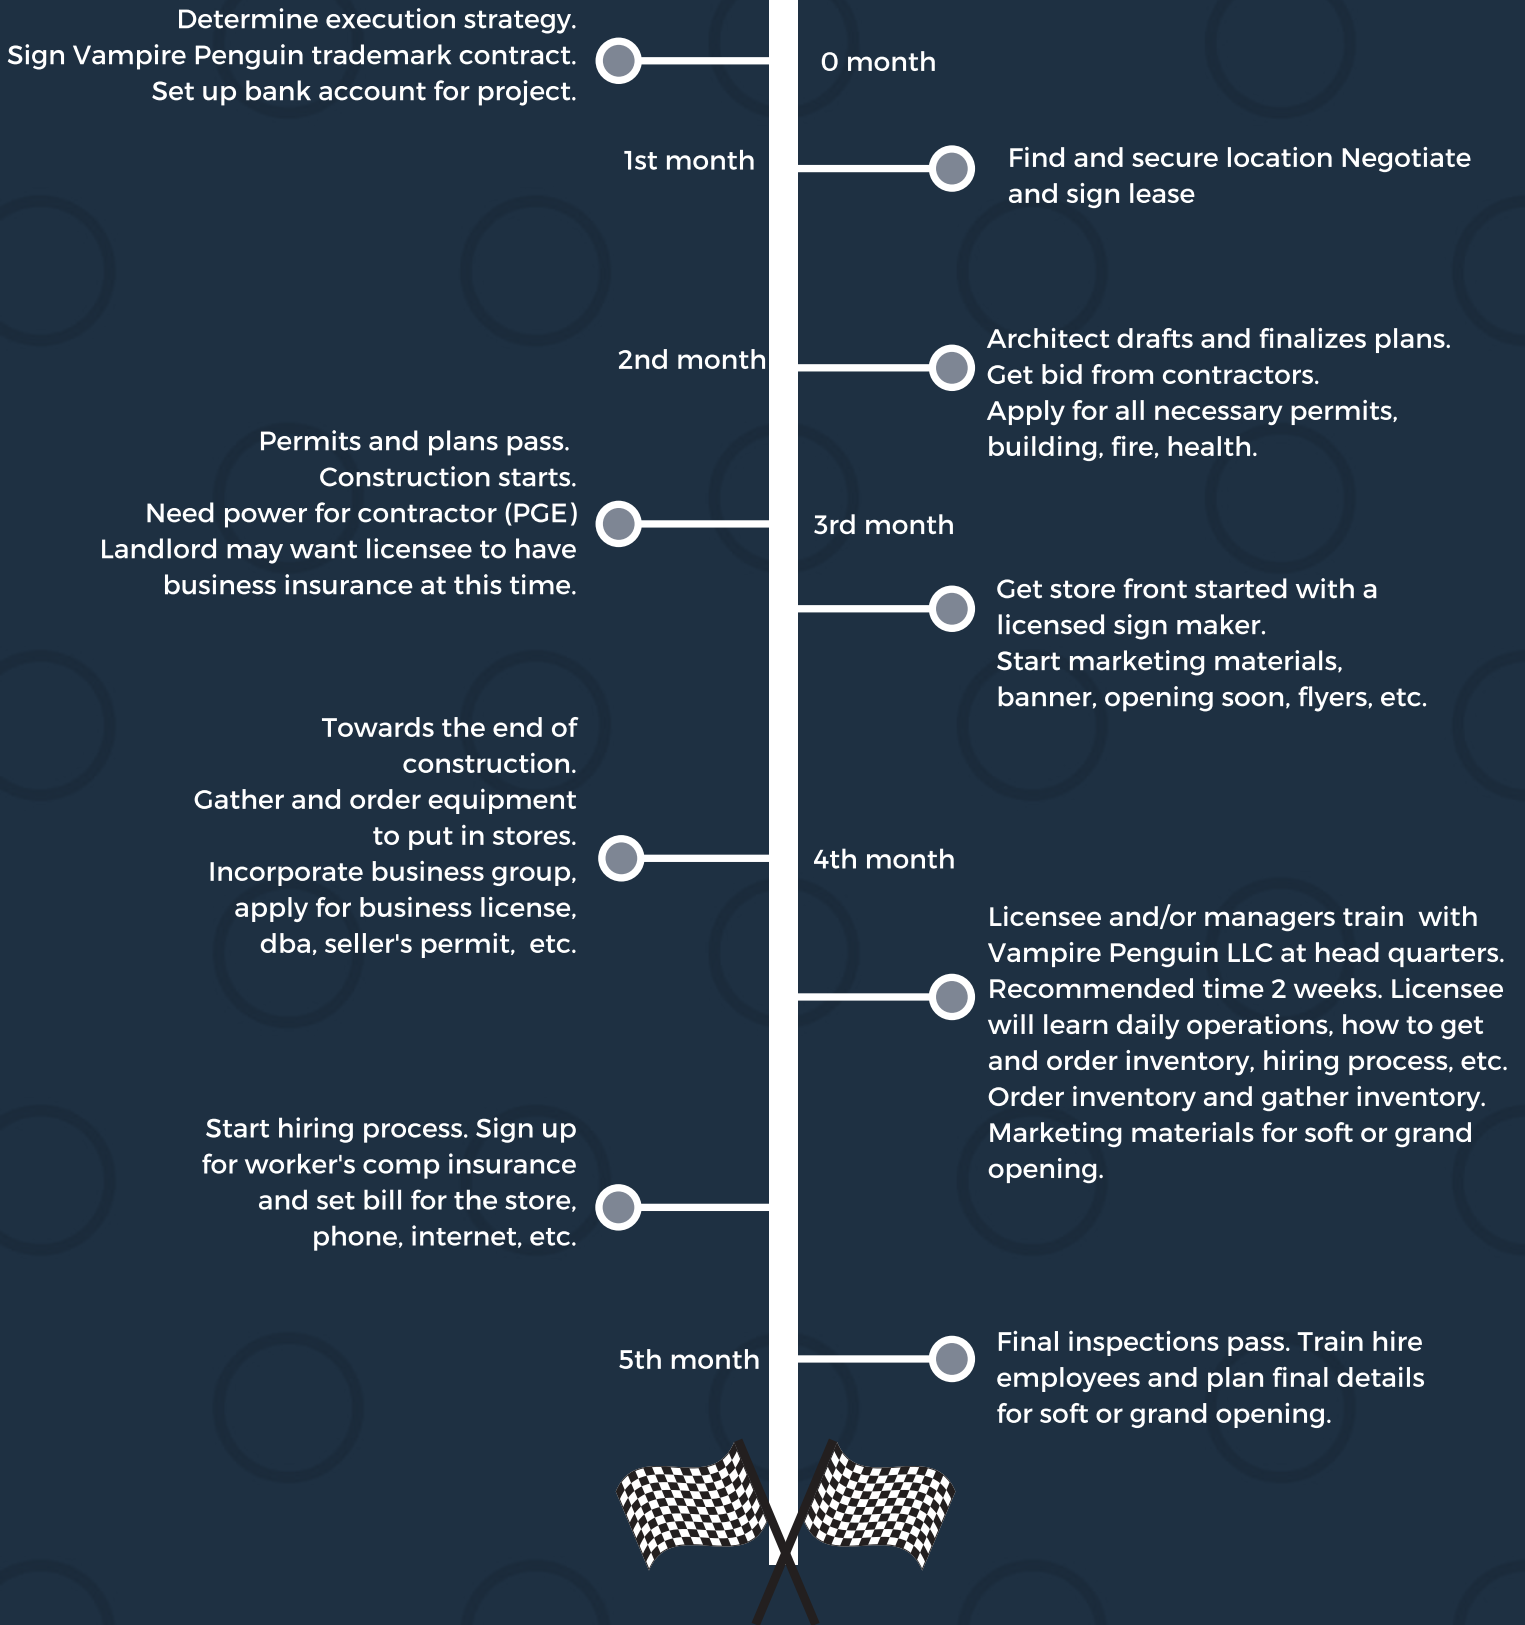 Determine execution strategy.
Sign Vampire Penguin trademark contract.
Set up bank account for project.
0 month
1st month
Find and secure location Negotiate
and sign lease
2nd month
Architect drafts and finalizes plans.
Get bid from contractors.
Apply for all necessary permits,
building, fire, health.
Permits and plans pass.
Construction starts.
Need power for contractor (PGE)
Landlord may want licensee to have
business insurance at this time.
3rd month
Get store front started with a
licensed sign maker.
Start marketing materials,
banner, opening soon, flyers, etc.
Towards the end of
construction.
Gather and order equipment
to put in stores.
Incorporate business group,
apply for business license,
dba, seller's permit,  etc.
4th month
Licensee and/or managers train  with
Vampire Penguin LLC at head quarters.
Recommended time 2 weeks. Licensee
will learn daily operations, how to get
and order inventory, hiring process, etc.
Order inventory and gather inventory.
Marketing materials for soft or grand
opening.
Start hiring process. Sign up
for worker's comp insurance
and set bill for the store,
phone, internet, etc.
5th month
Final inspections pass. Train hire
employees and plan final details
for soft or grand opening.